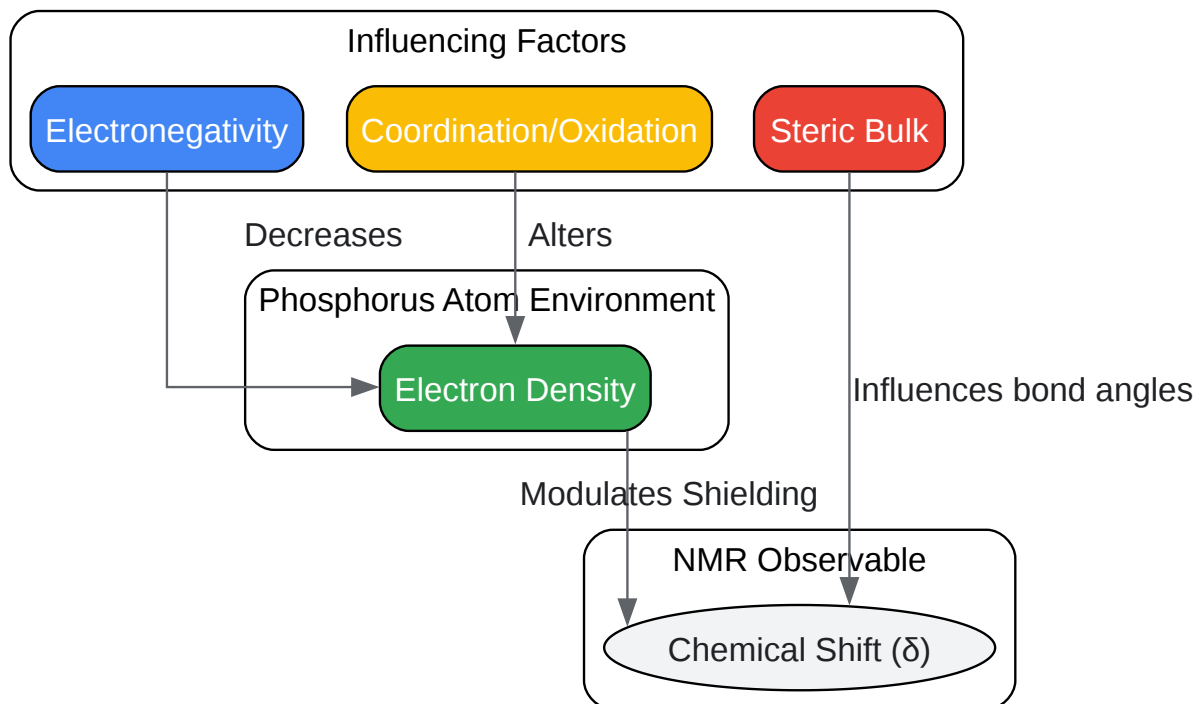 Influencing Factors
Electronegativity
Coordination/Oxidation
Steric Bulk
Decreases
Alters
Phosphorus Atom Environment
Electron Density
Influences bond angles
Modulates Shielding
NMR Observable
Chemical Shift (δ)